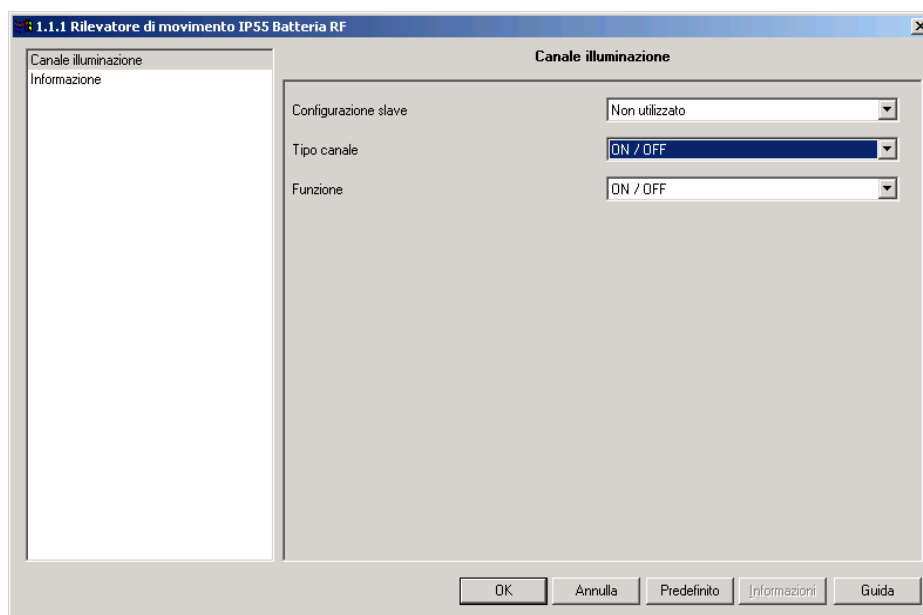 1.1.1 Rilevatore di movimento IP55 Batteria RF
Canale illuminazione
Informazione
Canale illuminazione
Configurazione slave
Non utilizzato
Tipo canale
ON / OFF
Funzione
ON / OFF
OK
Annulla
Predefinito
Informazioni
Guida